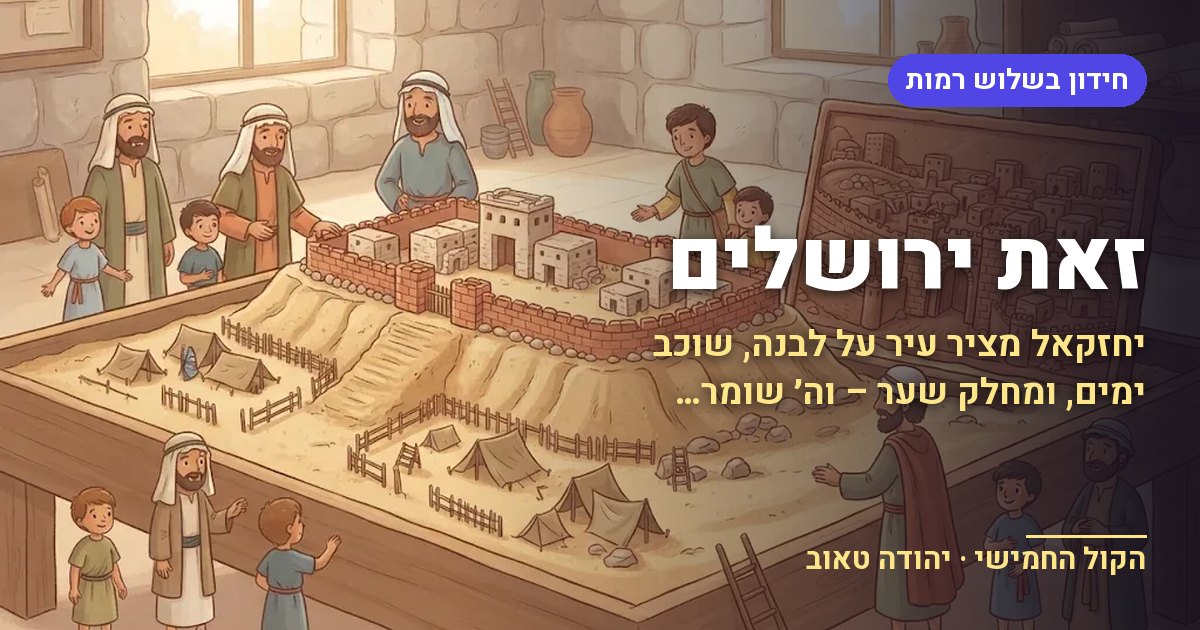 חידון בשלוש רמות
זאת ירושלים
יחזקאל מציר עיר על לבנה, שוכב
ימים, ומחלק שער – וה׳ שומר...
הקול החמישי · יהודה טאוב